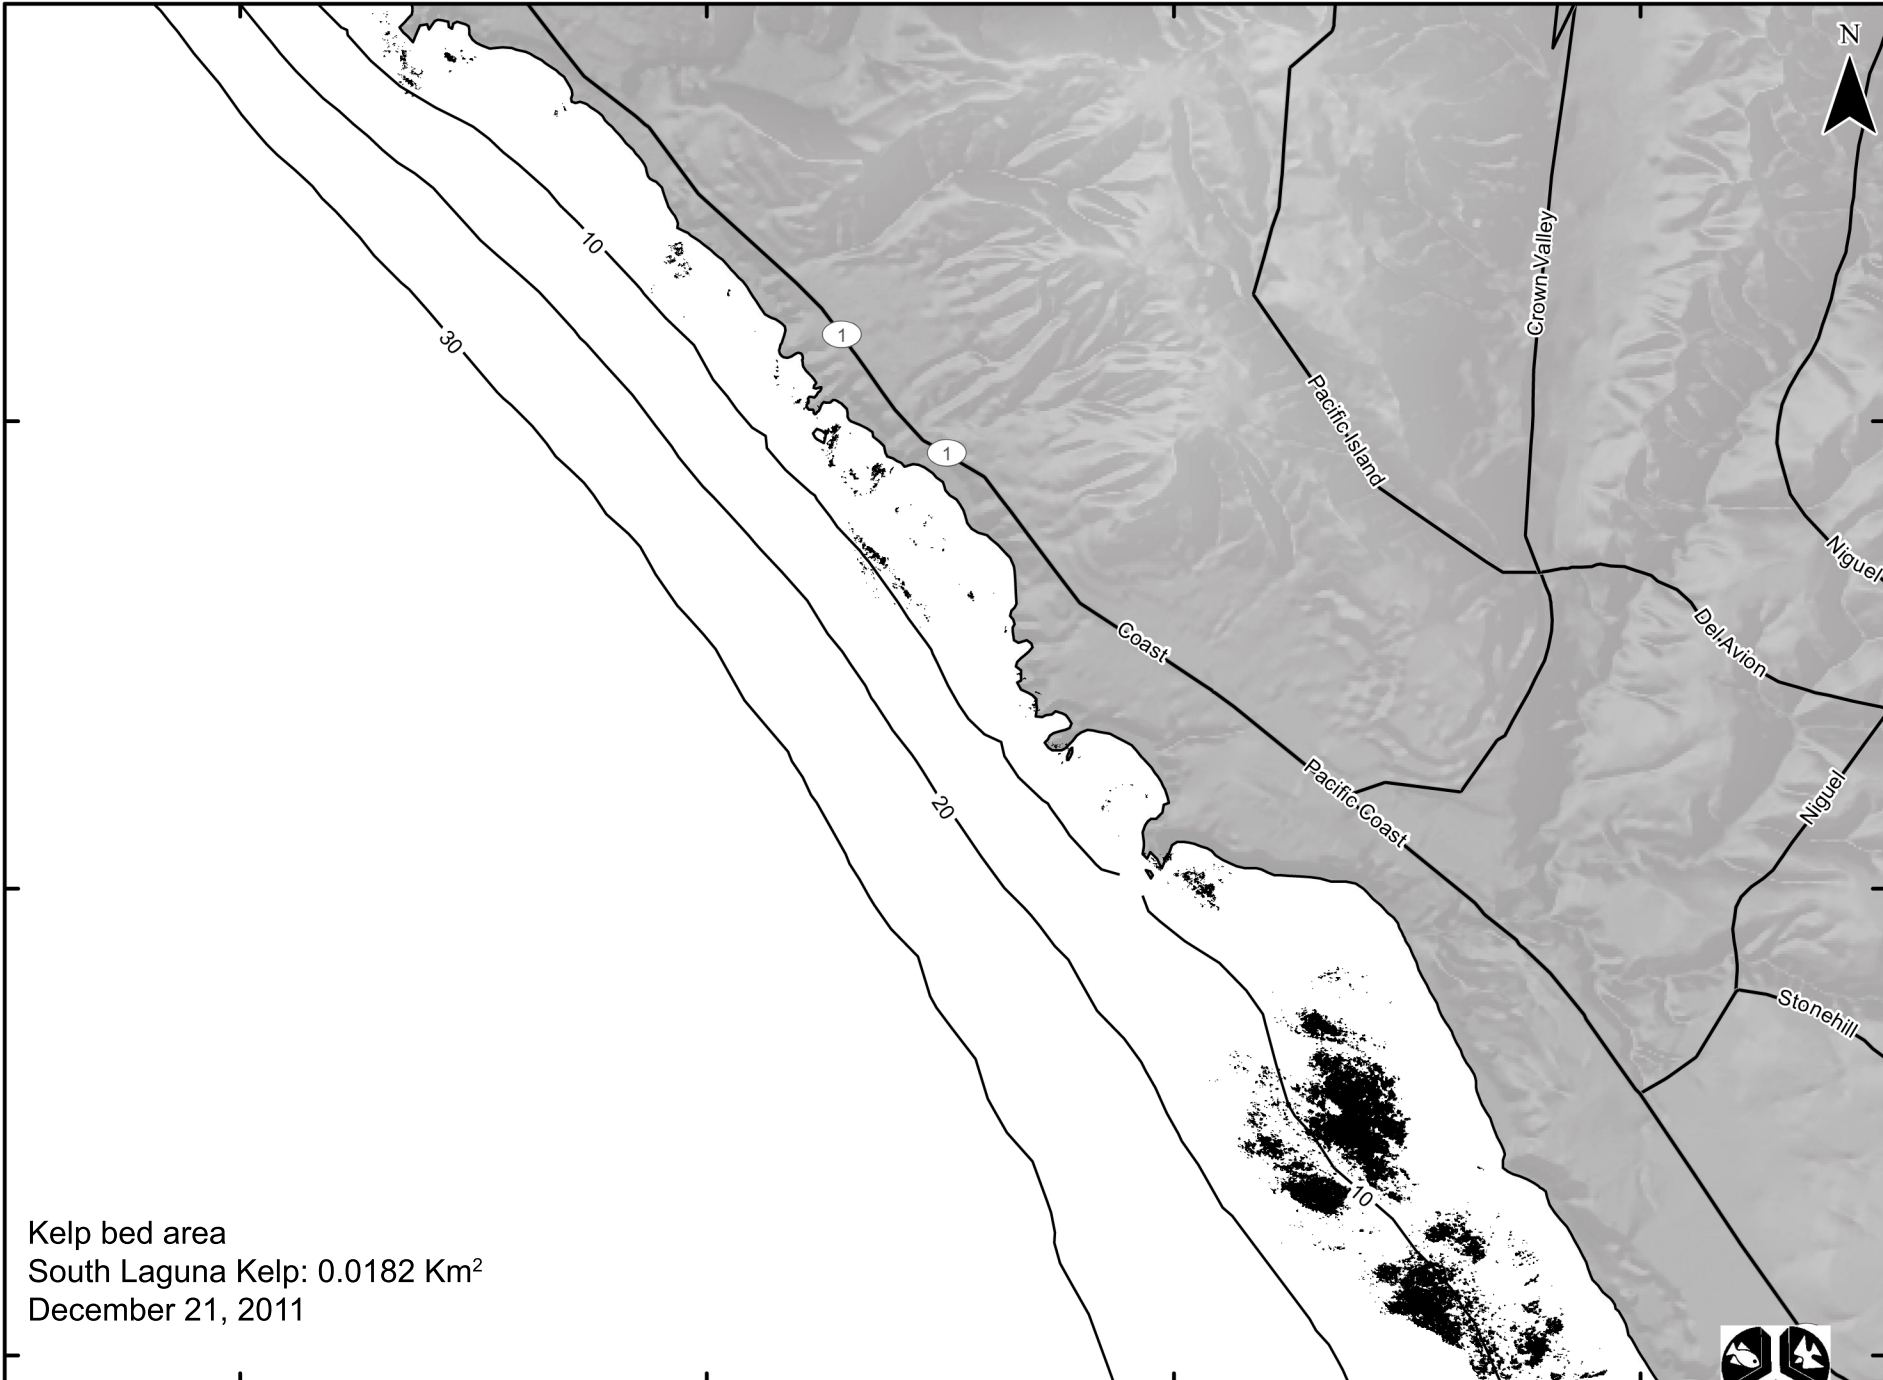 N
10
Crown Valley
30
1
Pacific Island
1
Niguel
Coast
Del Avion
Pacific Coast
Niguel
20
Stonehill
10
Kelp bed area
South Laguna Kelp: 0.0182 Km²
December 21, 2011